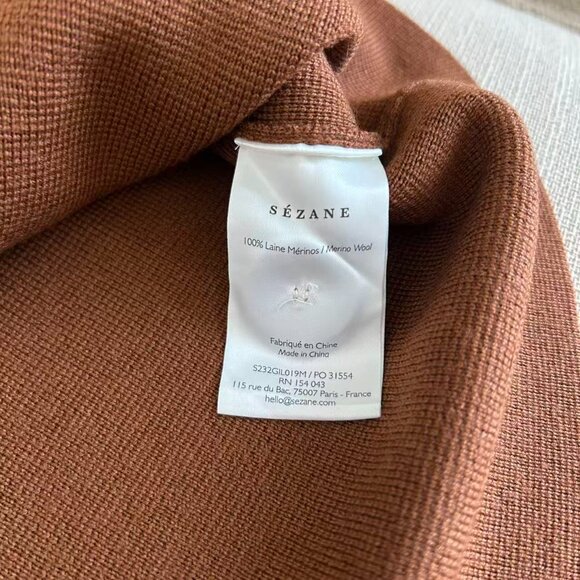 SÉZANE
100% Laine Mérinos / Merino Wool
Fabriqué en Chine
Made in China
S232GIL019M / PO 31554
RN 154 043
115 rue du Bac, 75007 Paris - France
hello@sezane.com